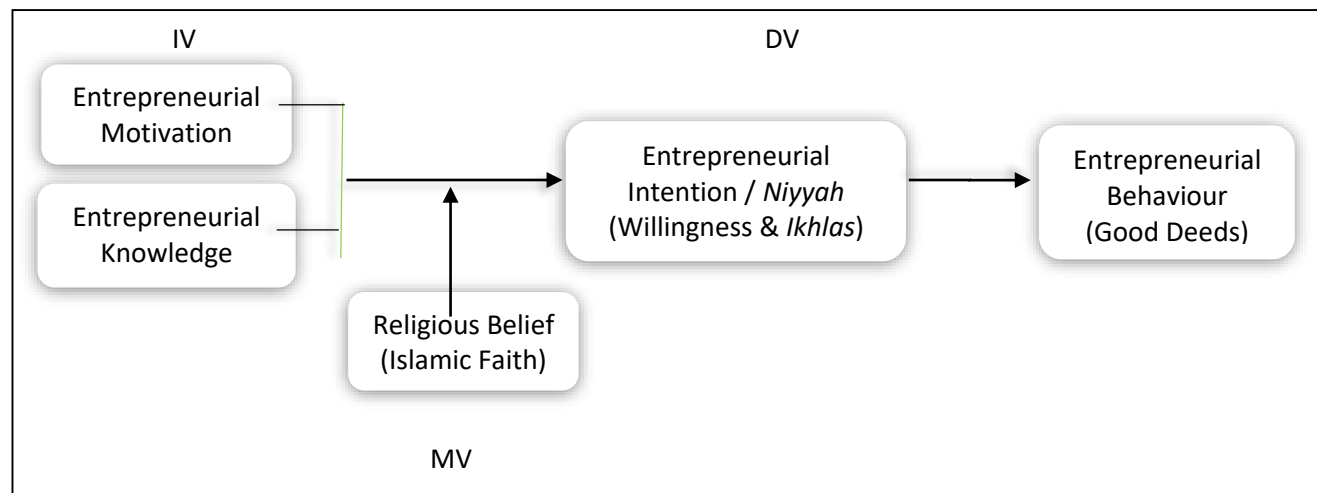 IV
DV
Entrepreneurial
Motivation
Entrepreneurial
Knowledge
Entrepreneurial
Intention / Niyyah
(Willingness & Ikhlas)
Entrepreneurial
Behaviour
(Good Deeds)
Religious Belief
(Islamic Faith)
MV